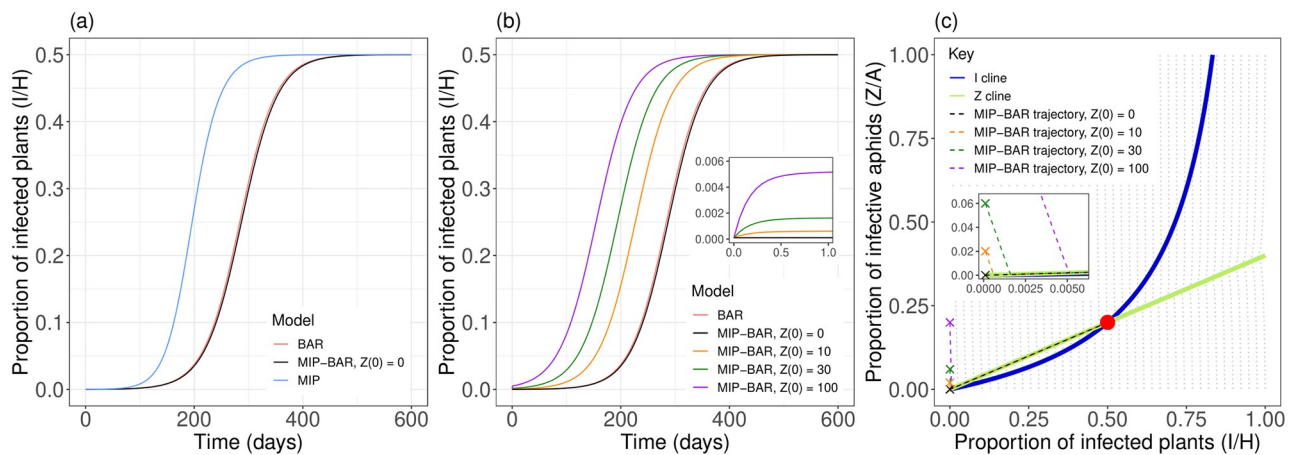 (a)
Proportion of infected plants (I/H)
0.5
0.4
0.3
0.2
0.1
0.0
0
200
400
600
Time (days)
Model
BAR
MIP−BAR, Z(0) = 0
MIP
(b)
Proportion of infected plants (I/H)
0.5
0.4
0.3
0.2
0.1
0.0
0
200
400
600
Time (days)
0.006
0.004
0.002
0.000
0.0
0.5
1.0
Model
BAR
MIP−BAR, Z(0) = 0
MIP−BAR, Z(0) = 10
MIP−BAR, Z(0) = 30
MIP−BAR, Z(0) = 100
(c)
Proportion of infective aphids (Z/A)
1.00
0.75
0.50
0.25
0.00
0.00
0.25
0.50
0.75
1.00
Proportion of infected plants (I/H)
Key
I cline
Z cline
MIP−BAR trajectory, Z(0) = 0
MIP−BAR trajectory, Z(0) = 10
MIP−BAR trajectory, Z(0) = 30
MIP−BAR trajectory, Z(0) = 100
0.06
0.04
0.02
0.00
0.0000
0.0025
0.0050